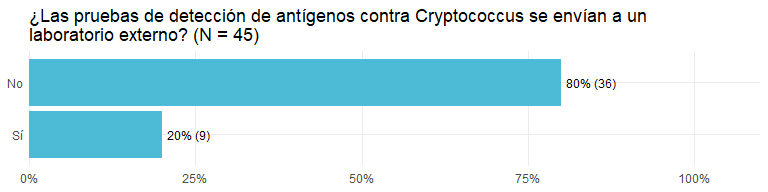 ¿Las pruebas de detección de antígenos contra Cryptococcus se envían a un
laboratorio externo? (N = 45)
No
80% (36)
Sí
20% (9)
0%
25%
50%
75%
100%